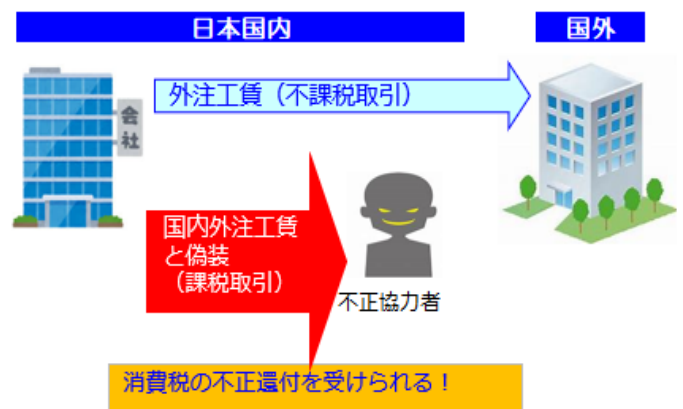 日本国内
国外
外注工賃（不課税取引）
会
社
国内外注工賃
と偽装
（課税取引）
不正協力者
消費税の不正還付を受けられる！